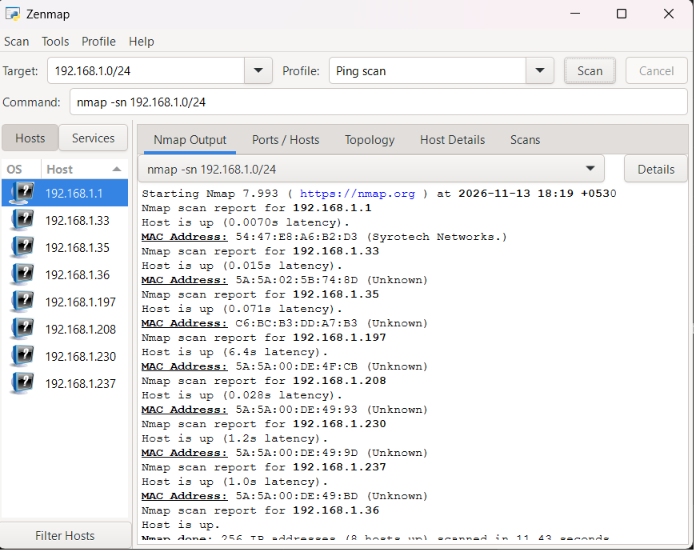 Zenmap
Scan Tools Profile Help
Target: 192.168.1.0/24 Profile: Ping scan Scan Cancel
Command: nmap -sn 192.168.1.0/24
Hosts Services
Nmap Output Ports / Hosts Topology Host Details Scans
OS Host
nmap -sn 192.168.1.0/24 Details
192.168.1.1
192.168.1.33
192.168.1.35
192.168.1.36
192.168.1.197
192.168.1.208
192.168.1.230
192.168.1.237
Starting Nmap 7.993 ( https://nmap.org ) at 2026-11-13 18:19 +0530
Nmap scan report for 192.168.1.1
Host is up (0.0070s latency).
MAC Address: 54:47:E8:A6:B2:D3 (Syrotech Networks.)
Nmap scan report for 192.168.1.33
Host is up (0.015s latency).
MAC Address: 5A:5A:02:5B:74:8D (Unknown)
Nmap scan report for 192.168.1.35
Host is up (0.071s latency).
MAC Address: C6:BC:B3:DD:A7:B3 (Unknown)
Nmap scan report for 192.168.1.197
Host is up (6.4s latency).
MAC Address: 5A:5A:00:DE:4F:CB (Unknown)
Nmap scan report for 192.168.1.208
Host is up (0.028s latency).
MAC Address: 5A:5A:00:DE:49:93 (Unknown)
Nmap scan report for 192.168.1.230
Host is up (1.2s latency).
MAC Address: 5A:5A:00:DE:49:9D (Unknown)
Nmap scan report for 192.168.1.237
Host is up (1.0s latency).
MAC Address: 5A:5A:00:DE:49:BD (Unknown)
Nmap scan report for 192.168.1.36
Host is up.
Nmap done: 256 IP addresses (8 hosts up) scanned in 11.43 seconds
Filter Hosts